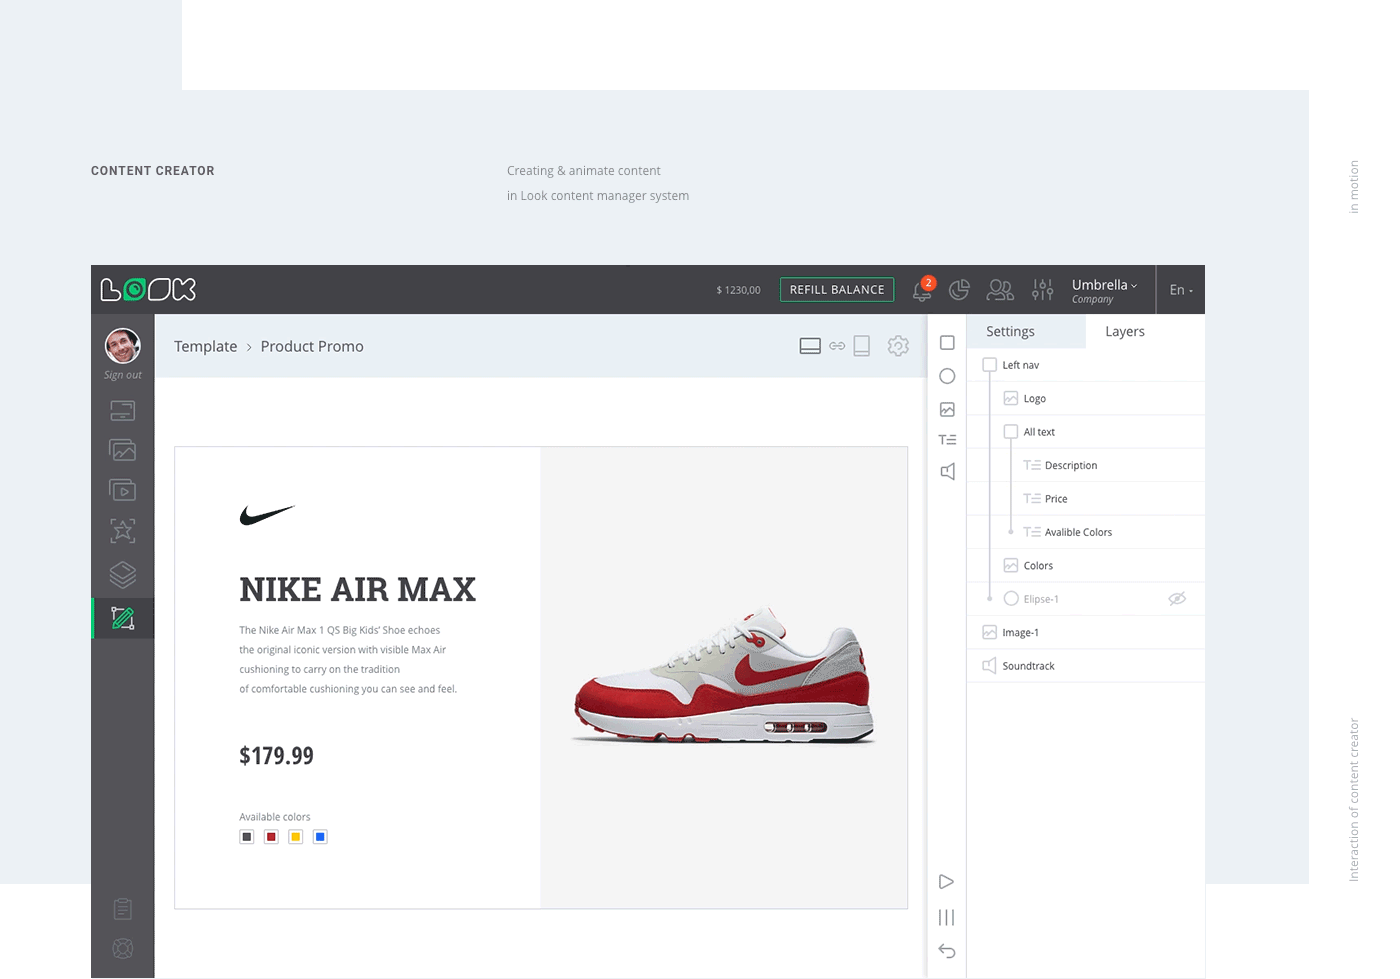 CONTENT CREATOR
Creating & animate content
in Look content manager system
in motion
LOOK
$ 1230,00
REFILL BALANCE
2
Umbrella
Company
En
Sign out
Template > Product Promo
Settings
Layers
Left nav
Logo
All text
Description
Price
Avalible Colors
Colors
Elipse-1
Image-1
Soundtrack
NIKE AIR MAX
The Nike Air Max 1 QS Big Kids' Shoe echoes
the original iconic version with visible Max Air
cushioning to carry on the tradition
of comfortable cushioning you can see and feel.
$179.99
Available colors
Interaction of content creator